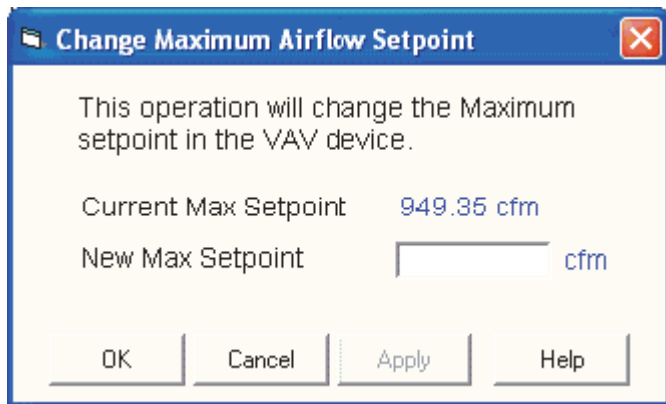 Change Maximum Airflow Setpoint
This operation will change the Maximum
setpoint in the VAV device.
Current Max Setpoint 949.35 cfm
New Max Setpoint cfm
OK Cancel Apply Help